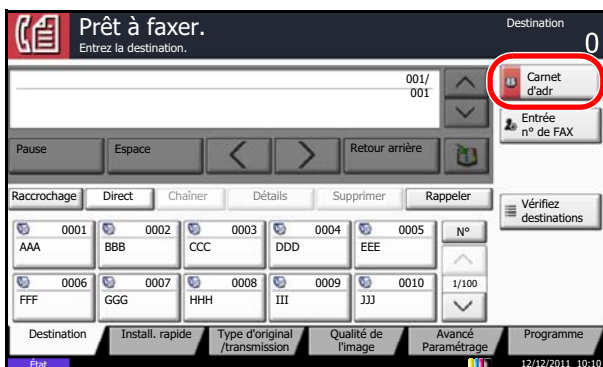 Prêt à faxer.
Entrez la destination.
Destination
0
001/
001
Carnet
d'adr
Entrée
n° de FAX
Pause
Espace
Retour arrière
Raccrochage
Direct
Chaîner
Détails
Supprimer
Rappeler
Vérifiez
destinations
0001
AAA
0002
BBB
0003
CCC
0004
DDD
0005
EEE
N°
0006
FFF
0007
GGG
0008
HHH
0009
III
0010
JJJ
1/100
Destination
Install. rapide
Type d'original
/transmission
Qualité de
l'image
Avancé
Paramétrage
Programme
État
12/12/2011 10:10